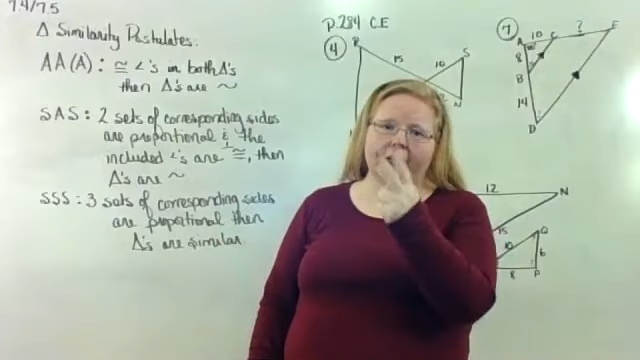 7.4/7.5
Δ Similarity Postulates:
AA(A): ≅ ∠'s in both Δ's
then Δ's are ~
SAS: 2 sets of corresponding sides
are proportional & the
included ∠'s are ≅, then
Δ's are ~
SSS: 3 sets of corresponding sides
are proportional then
Δ's are similar.
P. 284 C.E
4
R
15
10
S
N
7
A
10
C
?
E
8
B
14
D
12
N
15
10
Q
6
8
P